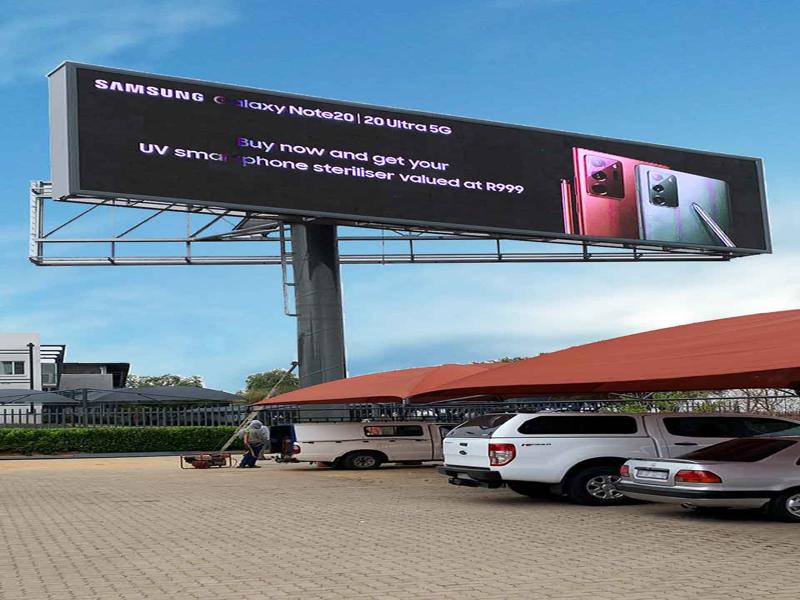 SAMSUNG Galaxy Note20 | 20 Ultra 5G
Buy now and get your
UV smartphone steriliser valued at R999